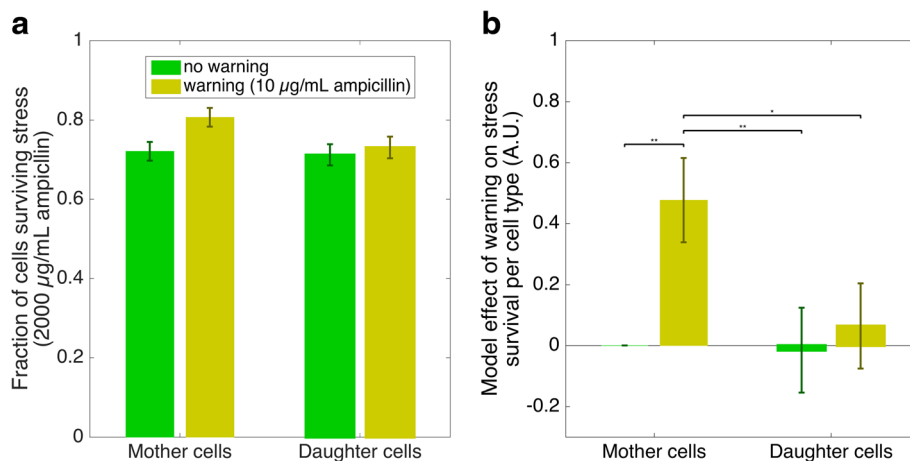 a
Fraction of cells surviving stress
(2000 µg/mL ampicillin)
1
0.8
0.6
0.4
0.2
0
no warning
warning (10 µg/mL ampicillin)
Mother cells
Daughter cells
b
Model effect of warning on stress
survival per cell type (A.U.)
1
0.8
0.6
0.4
0.2
0
-0.2
*
**
**
Mother cells
Daughter cells